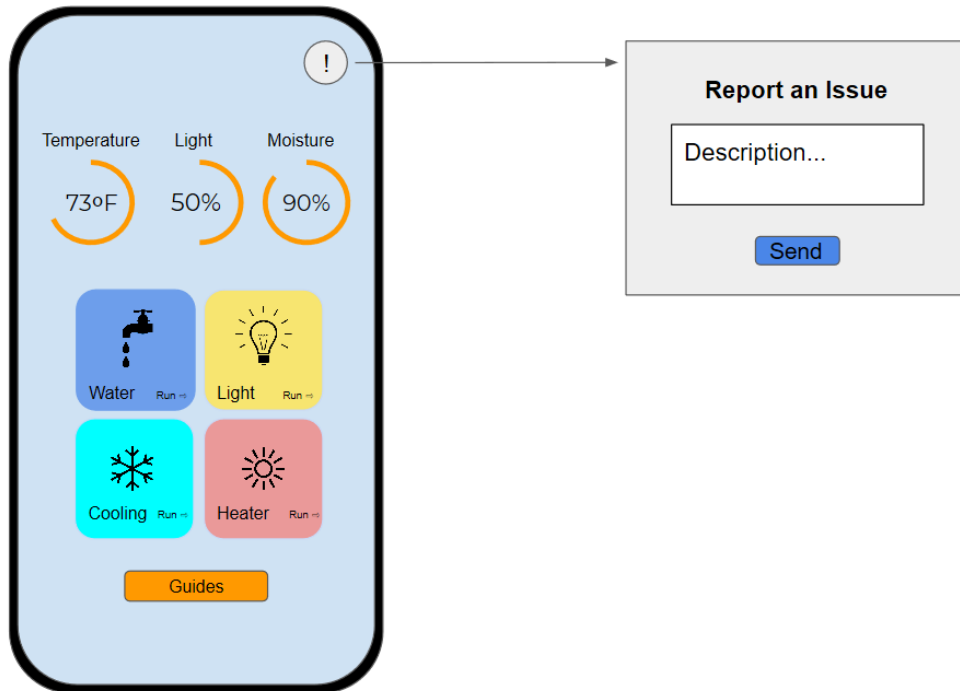 !
Report an Issue
Description...
Send
Temperature Light Moisture
73ºF 50% 90%
Water Run ⇨ Light Run ⇨
Cooling Run ⇨ Heater Run ⇨
Guides